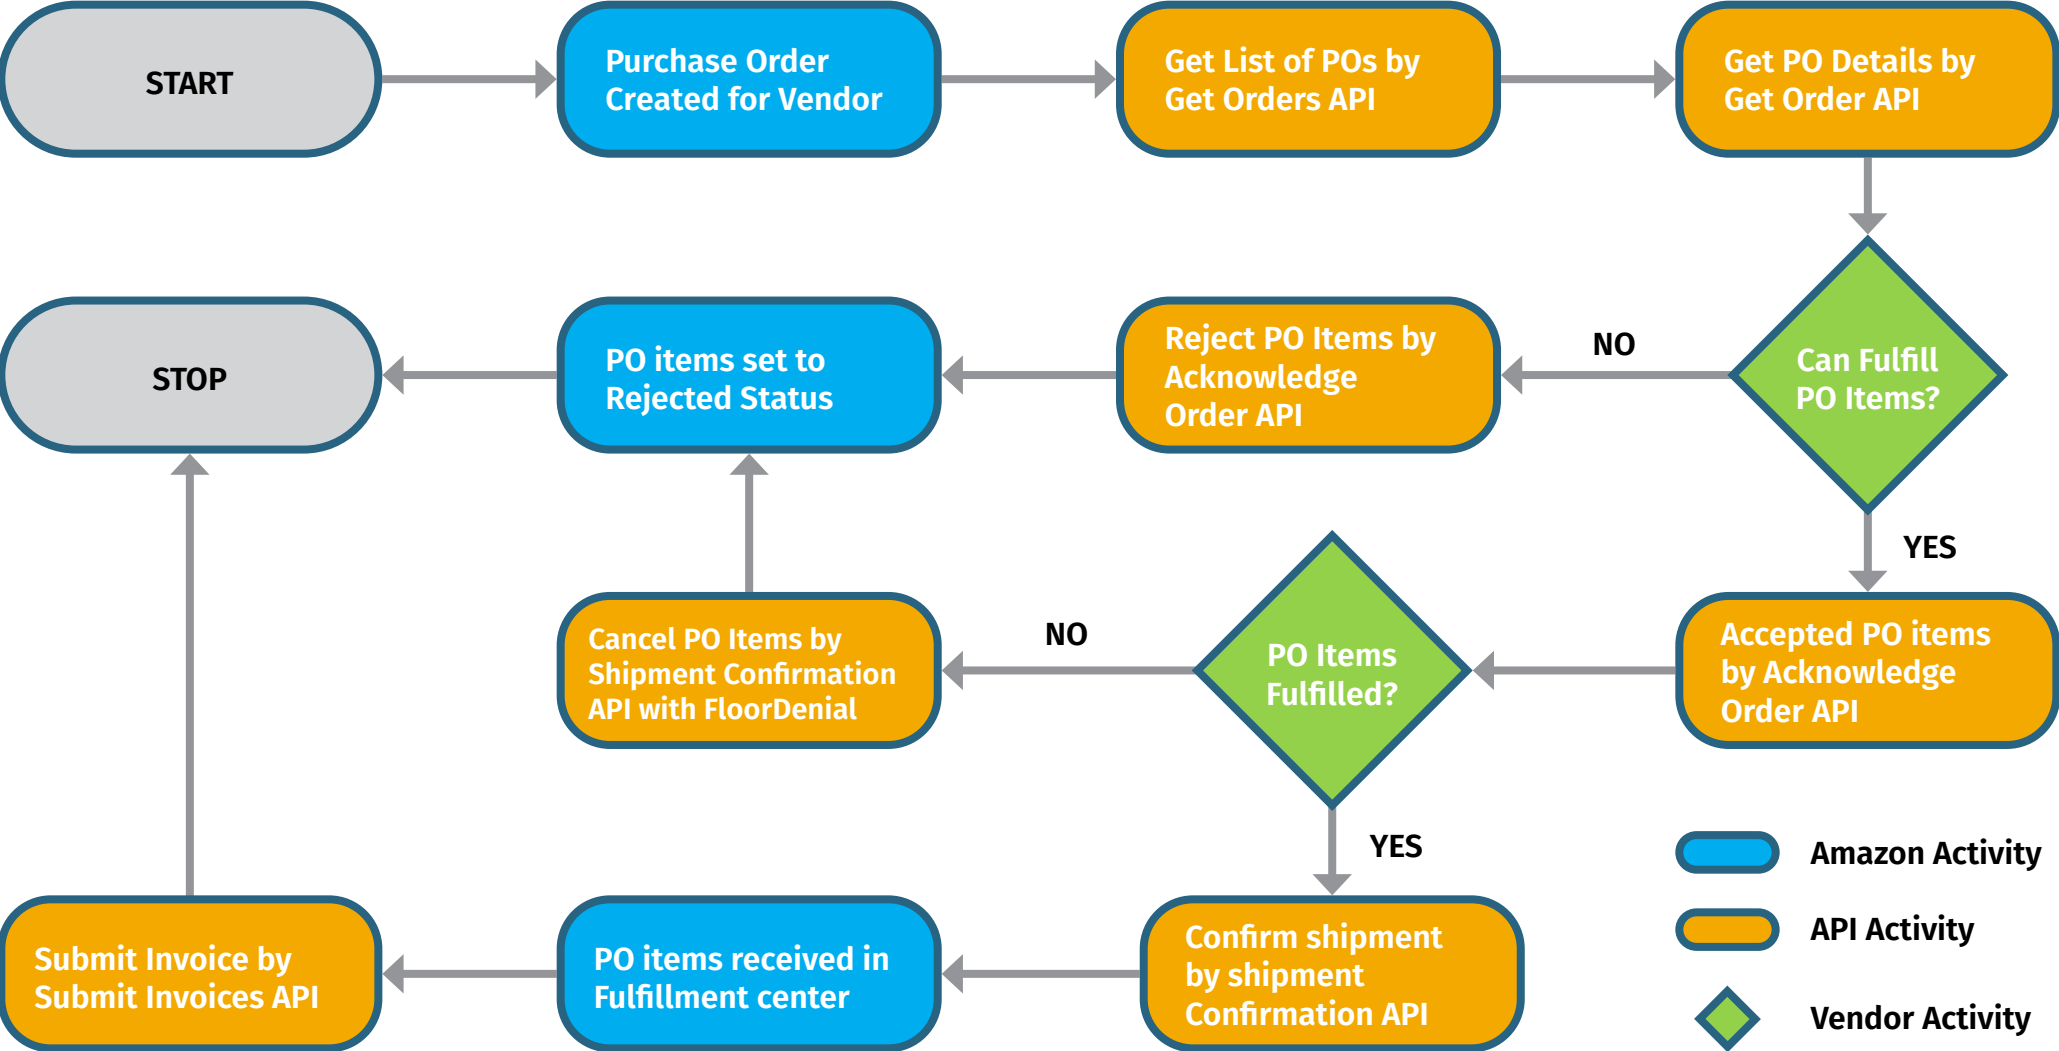 START
Purchase Order
Created for Vendor
Get List of POs by
Get Orders API
Get PO Details by
Get Order API
STOP
PO items set to
Rejected Status
Reject PO Items by
Acknowledge
Order API
NO
Can Fulfill
PO Items?
YES
Cancel PO Items by
Shipment Confirmation
API with FloorDenial
NO
PO Items
Fulfilled?
Accepted PO items
by Acknowledge
Order API
YES
Submit Invoice by
Submit Invoices API
PO items received in
Fulfillment center
Confirm shipment
by shipment
Confirmation API
Amazon Activity
API Activity
Vendor Activity